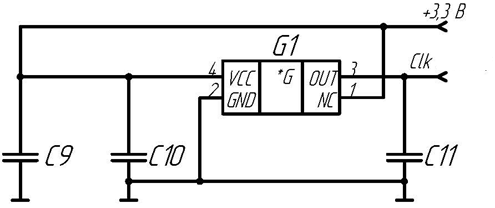 +3,3 В
G1
Clk
4 VCC *G OUT 3
2 GND NC 1
C9 C10 C11